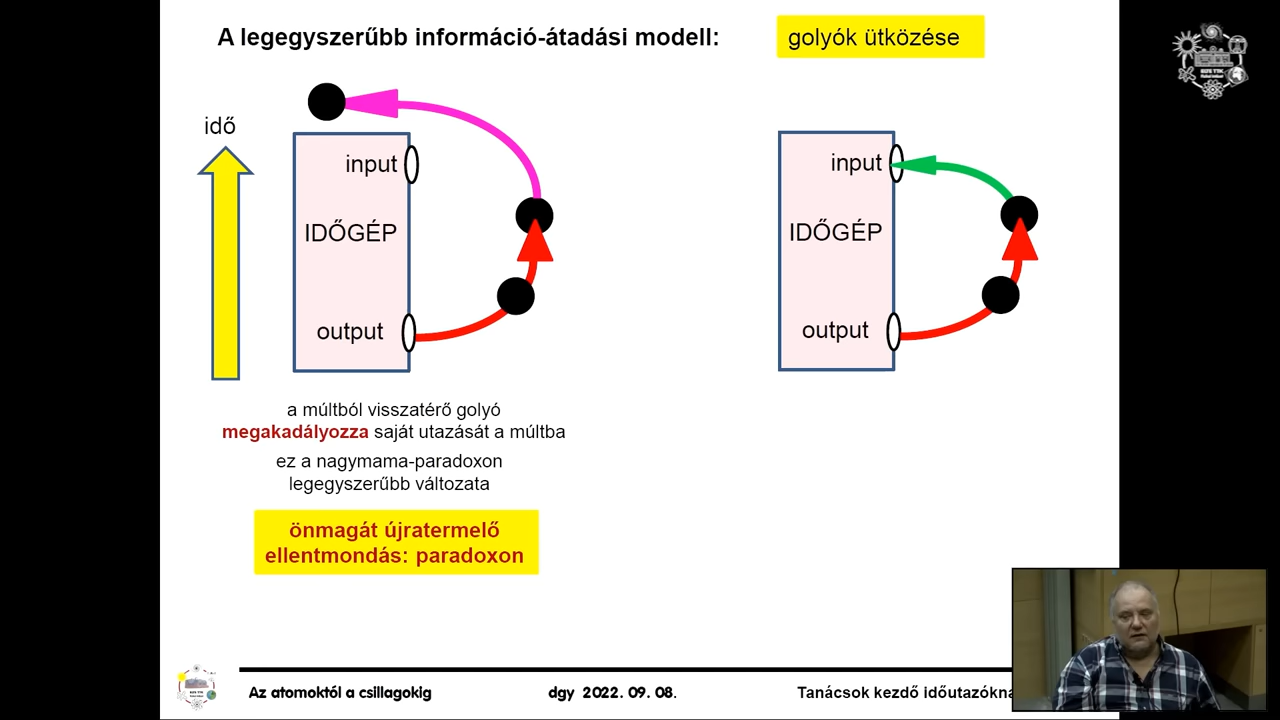 A legegyszerűbb információ-átadási modell:
golyók ütközése
idő
input
IDŐGÉP
output
input
IDŐGÉP
output
a múltból visszatérő golyó
megakadályozza saját utazását a múltba
ez a nagymama-paradoxon
legegyszerűbb változata
önmagát újratermelő
ellentmondás: paradoxon
Az atomoktól a csillagokig
dgy 2022. 09. 08.
Tanácsok kezdő